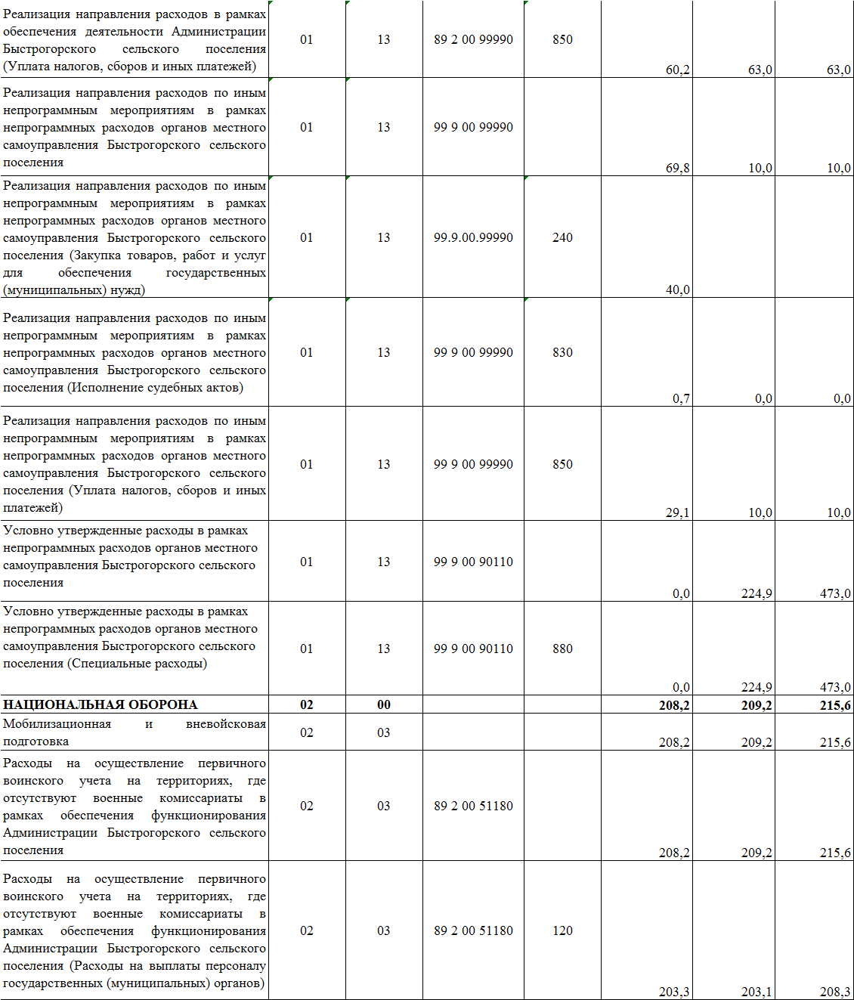 Реализация направления расходов в рамках
обеспечения деятельности Администрации
Быстрогорского сельского поселения
(Уплата налогов, сборов и иных платежей)
01 13 89 2 00 99990 850
60,2 63,0 63,0
Реализация направления расходов по иным
непрограммным мероприятиям в рамках
непрограммных расходов органов местного
самоуправления Быстрогорского сельского
поселения
01 13 99 9 00 99990
69,8 10,0 10,0
Реализация направления расходов по иным
непрограммным мероприятиям в рамках
непрограммных расходов органов местного
самоуправления Быстрогорского сельского
поселения (Закупка товаров, работ и услуг
для обеспечения государственных
(муниципальных) нужд)
01 13 99.9.00.99990 240
40,0
Реализация направления расходов по иным
непрограммным мероприятиям в рамках
непрограммных расходов органов местного
самоуправления Быстрогорского сельского
поселения (Исполнение судебных актов)
01 13 99 9 00 99990 830
0,7 0,0 0,0
Реализация направления расходов по иным
непрограммным мероприятиям в рамках
непрограммных расходов органов местного
самоуправления Быстрогорского сельского
поселения (Уплата налогов, сборов и иных
платежей)
01 13 99 9 00 99990 850
29,1 10,0 10,0
Условно утвержденные расходы в рамках
непрограммных расходов органов местного
самоуправления Быстрогорского сельского
поселения
01 13 99 9 00 90110
0,0 224,9 473,0
Условно утвержденные расходы в рамках
непрограммных расходов органов местного
самоуправления Быстрогорского сельского
поселения (Специальные расходы)
01 13 99 9 00 90110 880
0,0 224,9 473,0
НАЦИОНАЛЬНАЯ ОБОРОНА 02 00 208,2 209,2 215,6
Мобилизационная и вневойсковая
подготовка
02 03
208,2 209,2 215,6
Расходы на осуществление первичного
воинского учета на территориях, где
отсутствуют военные комиссариаты в
рамках обеспечения функционирования
Администрации Быстрогорского сельского
поселения
02 03 89 2 00 51180
208,2 209,2 215,6
Расходы на осуществление первичного
воинского учета на территориях, где
отсутствуют военные комиссариаты в
рамках обеспечения функционирования
Администрации Быстрогорского сельского
поселения (Расходы на выплаты персоналу
государственных (муниципальных) органов)
02 03 89 2 00 51180 120
203,3 203,1 208,3